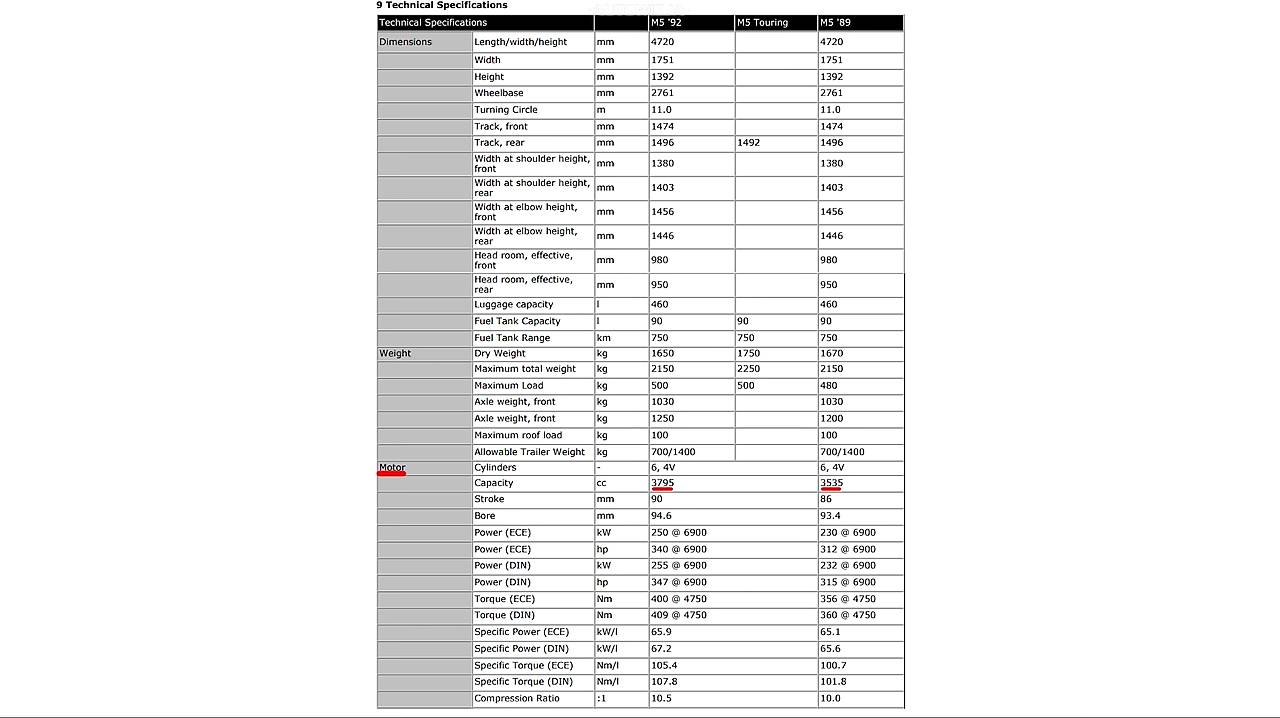 9 Technical Specifications
Technical Specifications M5 '92 M5 Touring M5 '89
Dimensions Length/width/height mm 4720 4720
Width mm 1751 1751
Height mm 1392 1392
Wheelbase mm 2761 2761
Turning Circle m 11.0 11.0
Track, front mm 1474 1474
Track, rear mm 1496 1492 1496
Width at shoulder height,
front mm 1380 1380
Width at shoulder height,
rear mm 1403 1403
Width at elbow height,
front mm 1456 1456
Width at elbow height,
rear mm 1446 1446
Head room, effective,
front mm 980 980
Head room, effective,
rear mm 950 950
Luggage capacity l 460 460
Fuel Tank Capacity l 90 90 90
Fuel Tank Range km 750 750 750
Weight Dry Weight kg 1650 1750 1670
Maximum total weight kg 2150 2250 2150
Maximum Load kg 500 500 480
Axle weight, front kg 1030 1030
Axle weight, front kg 1250 1200
Maximum roof load kg 100 100
Allowable Trailer Weight kg 700/1400 700/1400
Motor Cylinders - 6, 4V 6, 4V
Capacity cc 3795 3535
Stroke mm 90 86
Bore mm 94.6 93.4
Power (ECE) kW 250 @ 6900 230 @ 6900
Power (ECE) hp 340 @ 6900 312 @ 6900
Power (DIN) kW 255 @ 6900 232 @ 6900
Power (DIN) hp 347 @ 6900 315 @ 6900
Torque (ECE) Nm 400 @ 4750 356 @ 4750
Torque (DIN) Nm 409 @ 4750 360 @ 4750
Specific Power (ECE) kW/l 65.9 65.1
Specific Power (DIN) kW/l 67.2 65.6
Specific Torque (ECE) Nm/l 105.4 100.7
Specific Torque (DIN) Nm/l 107.8 101.8
Compression Ratio :1 10.5 10.0